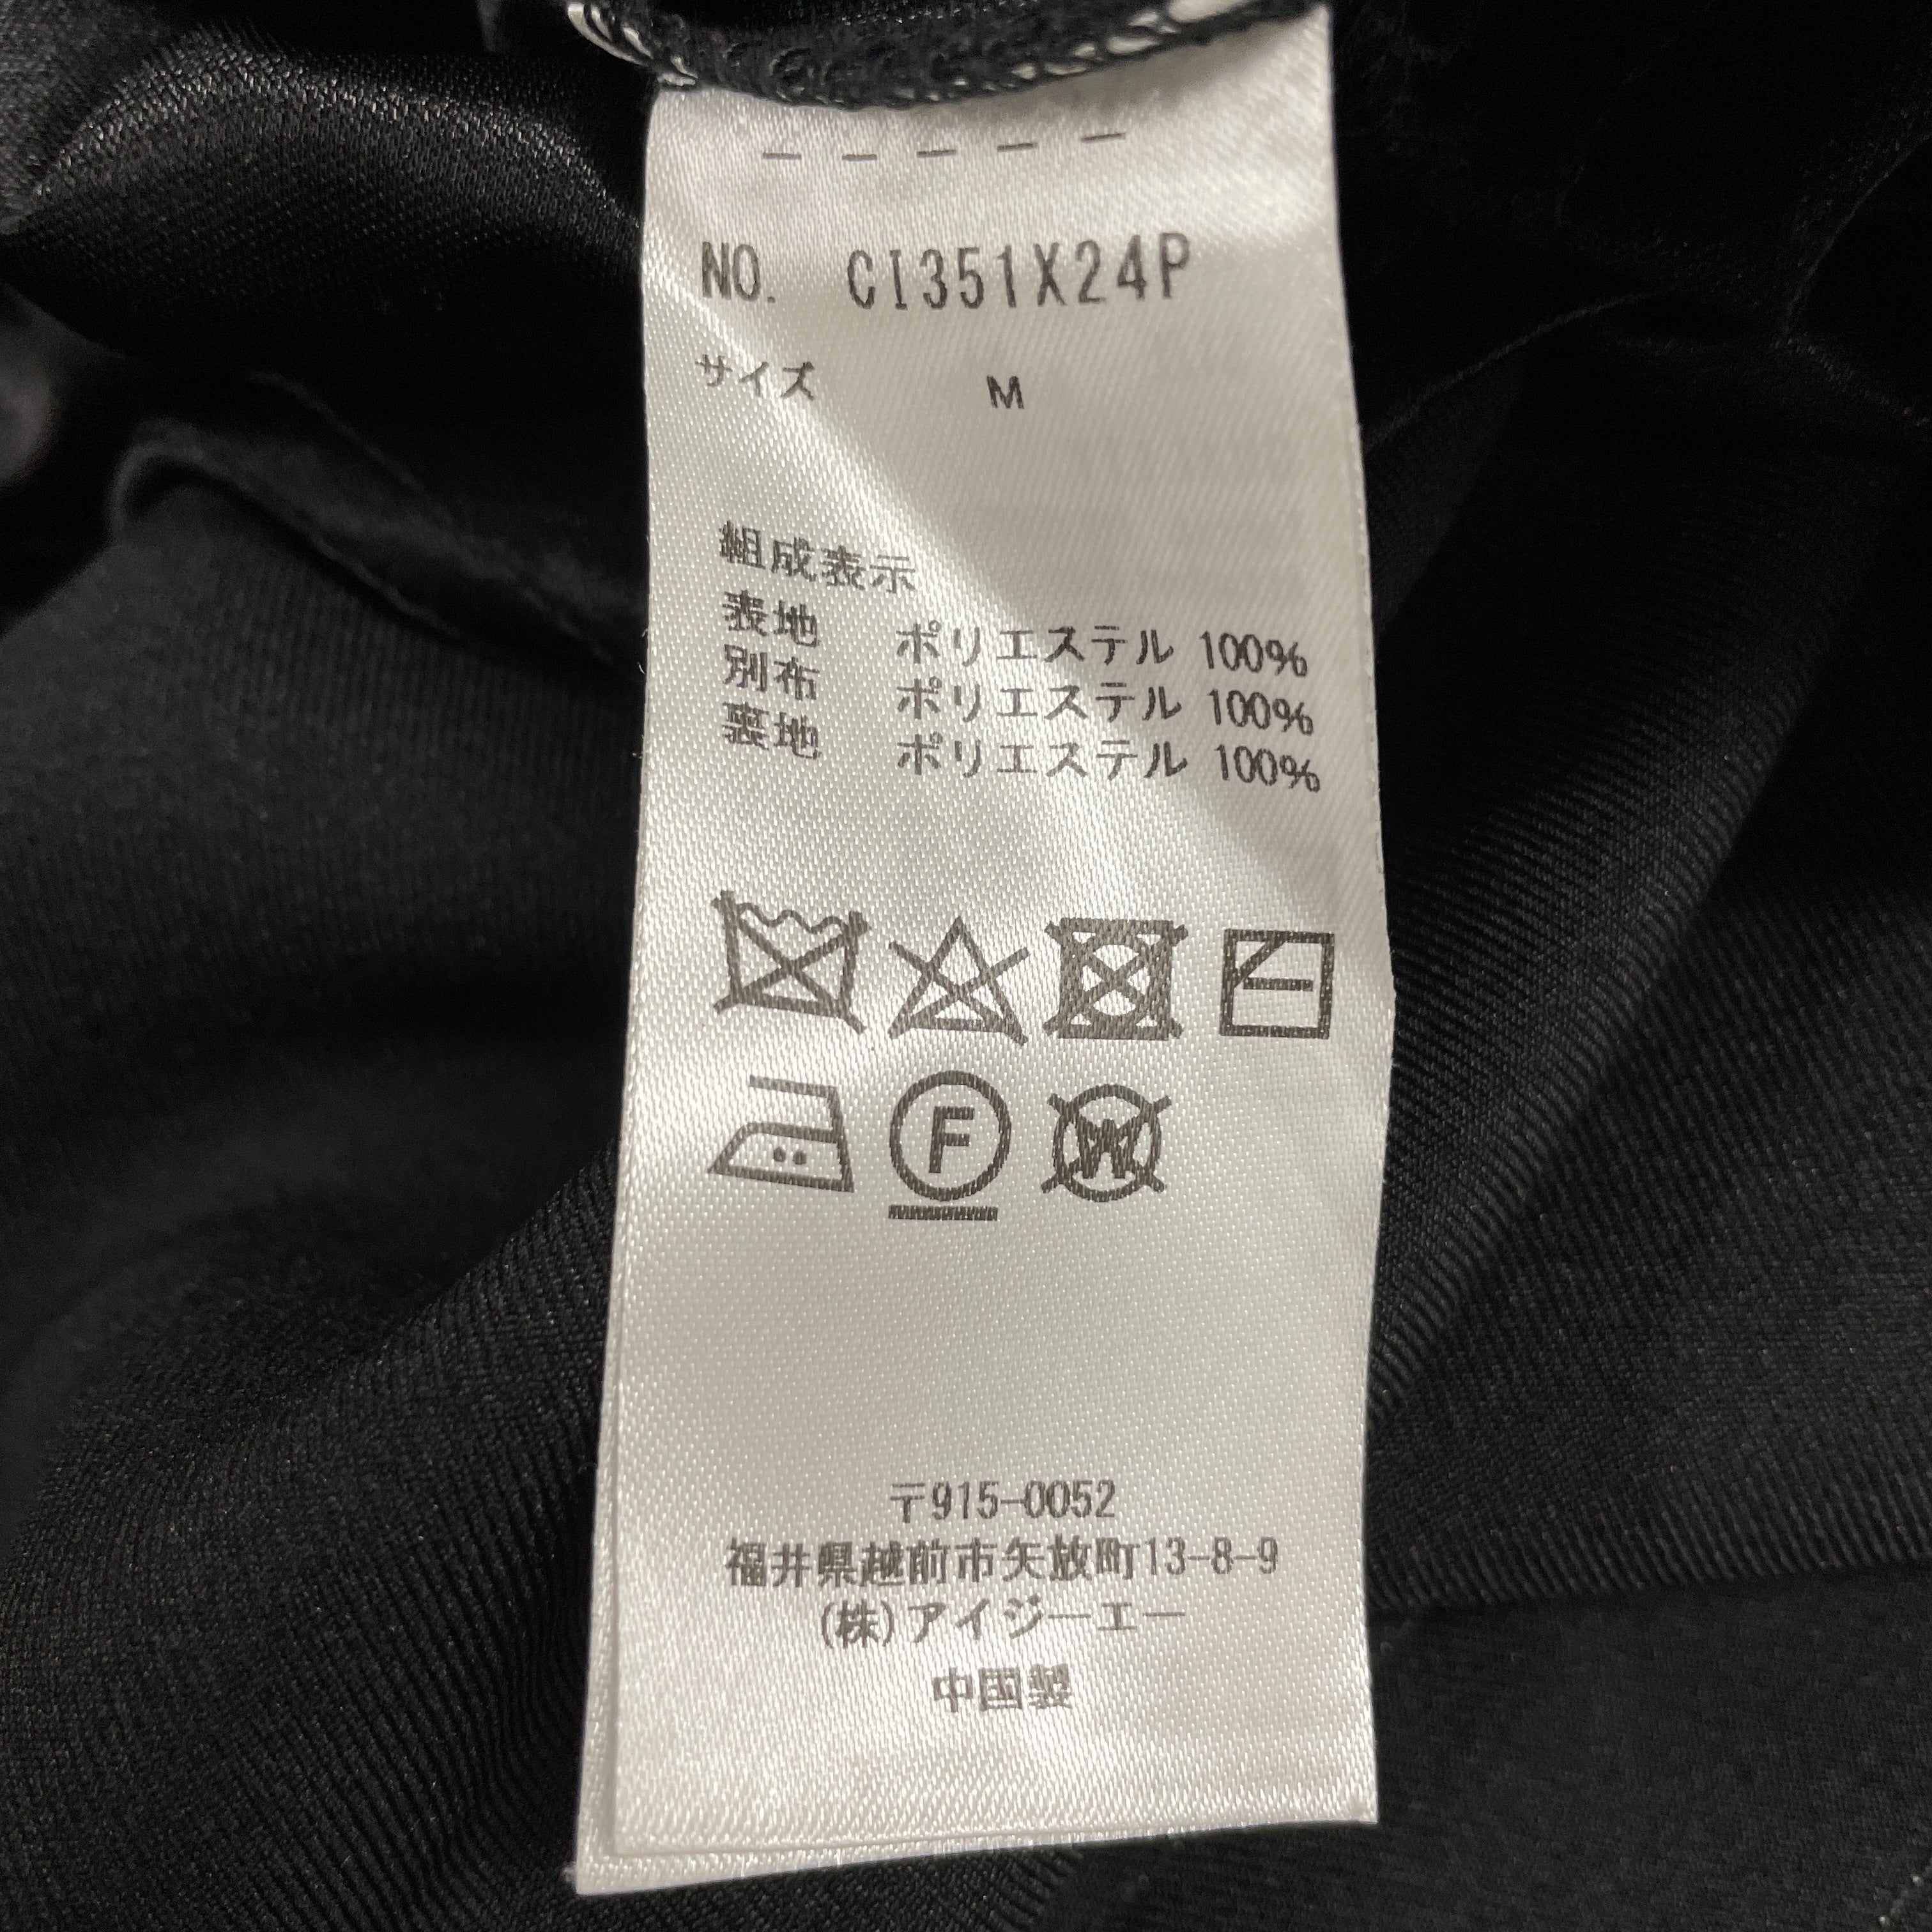 NO. CI351X24P
サイズ M
組成表示
表地 ポリエステル 100%
別布 ポリエステル 100%
裏地 ポリエステル 100%
F W
〒915-0052
福井県越前市矢放町13-8-9
(株)アイジーエー
中国製